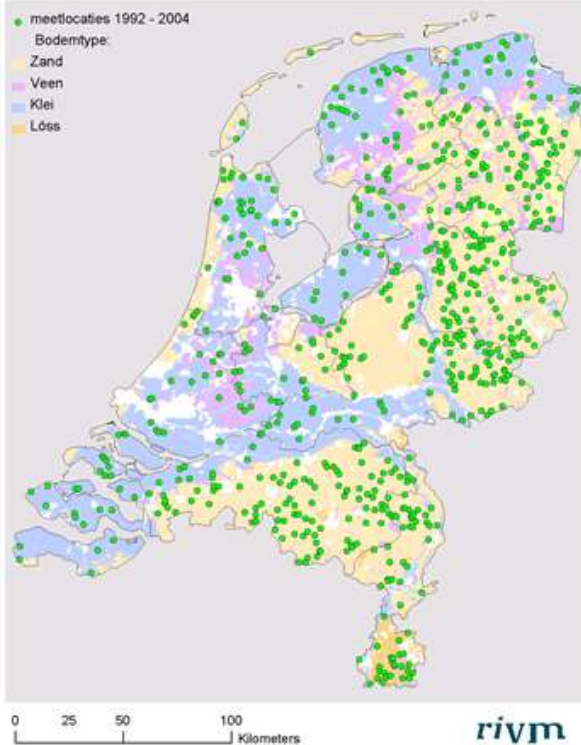 meetlocaties 1992 - 2004
Bodemtype:
Zand
Veen
Klei
Löss
0 25 50 100
Kilometers
rivm